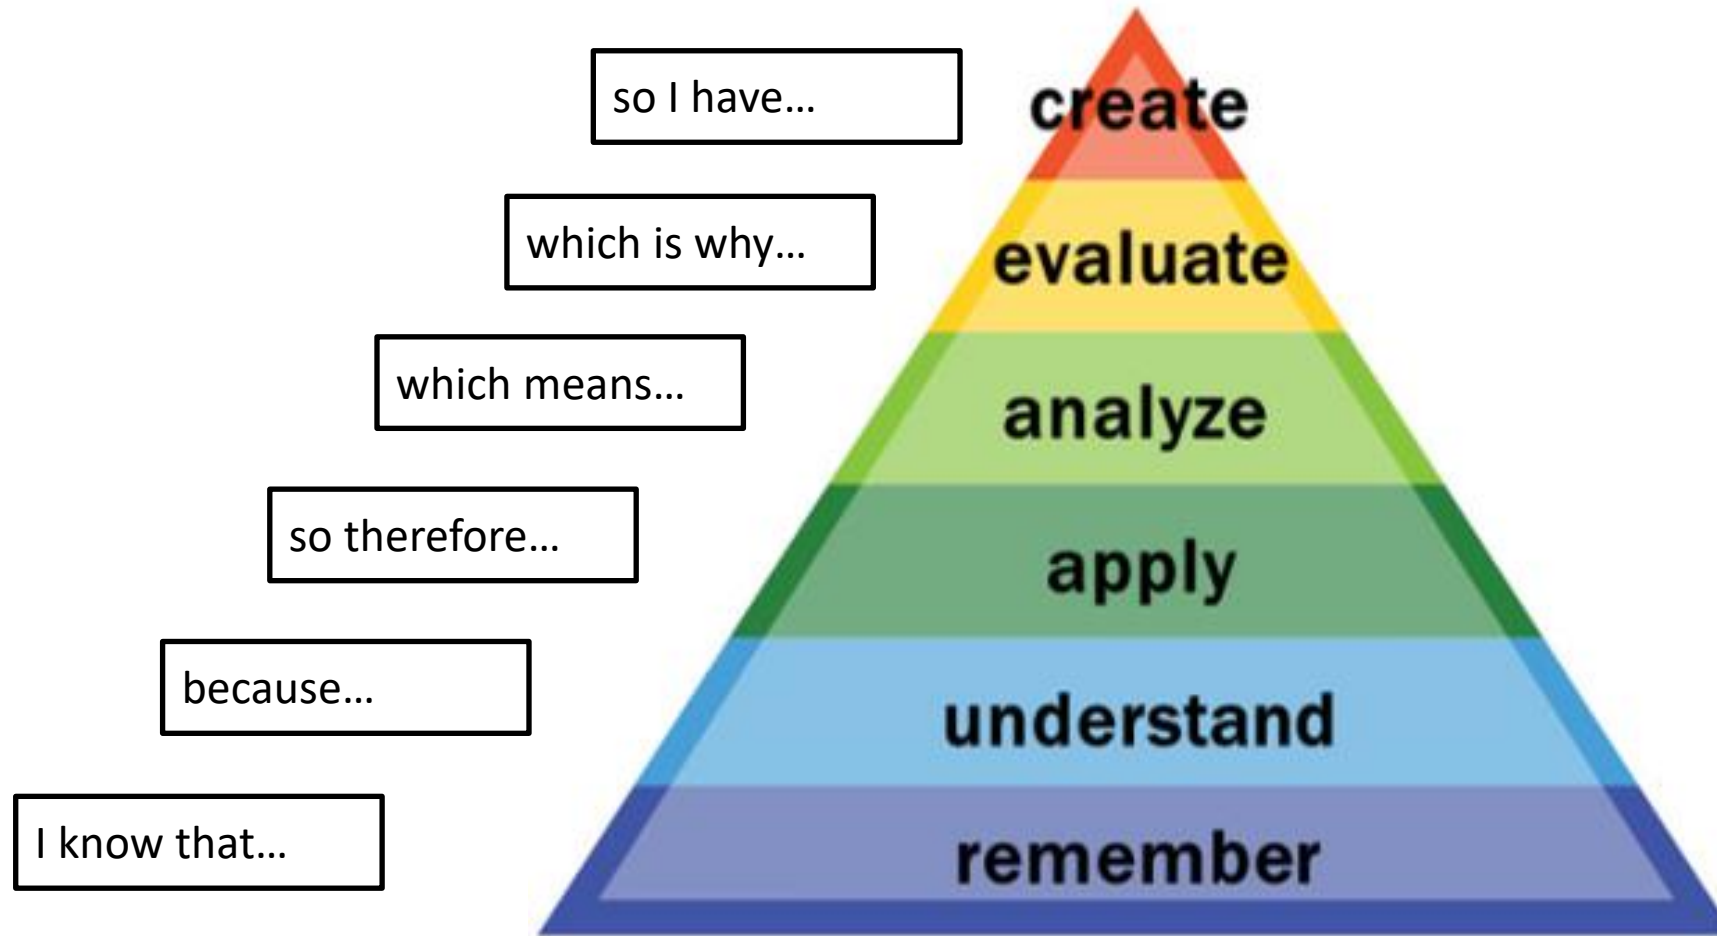 so I have…
create
which is why…
evaluate
which means…
analyze
so therefore…
apply
because…
understand
I know that…
remember